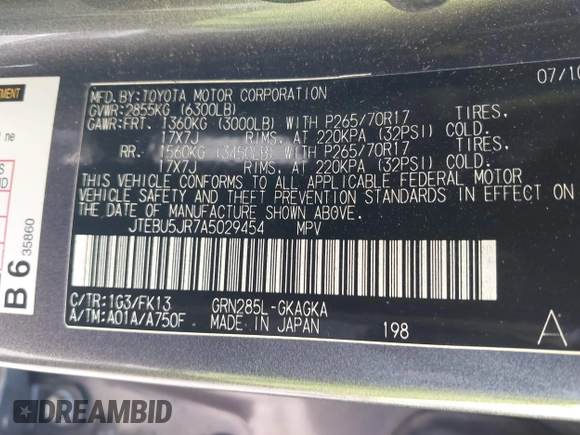 07/10
MFD.BY:TOYOTA MOTOR CORPORATION
GVWR:2855KG (6300LB)
GAWR:FRT. 1360KG (3000LB) WITH P265/70R17 TIRES,
17X7J RIMS, AT 220KPA (32PSI) COLD.
RR. 1560KG (3450LB) WITH P265/70R17 TIRES,
17X7J RIMS, AT 220KPA (32PSI) COLD.
THIS VEHICLE CONFORMS TO ALL APPLICABLE FEDERAL MOTOR
VEHICLE SAFETY AND THEFT PREVENTION STANDARDS IN EFFECT ON
THE DATE OF MANUFACTURE SHOWN ABOVE.
JTEBU5JR7A5029454 MPV
C/TR:1G3/FK13 GRN285L-GKAGKA
A/TM:A01A/A750F MADE IN JAPAN 198 A
B6 35860
DREAMBID